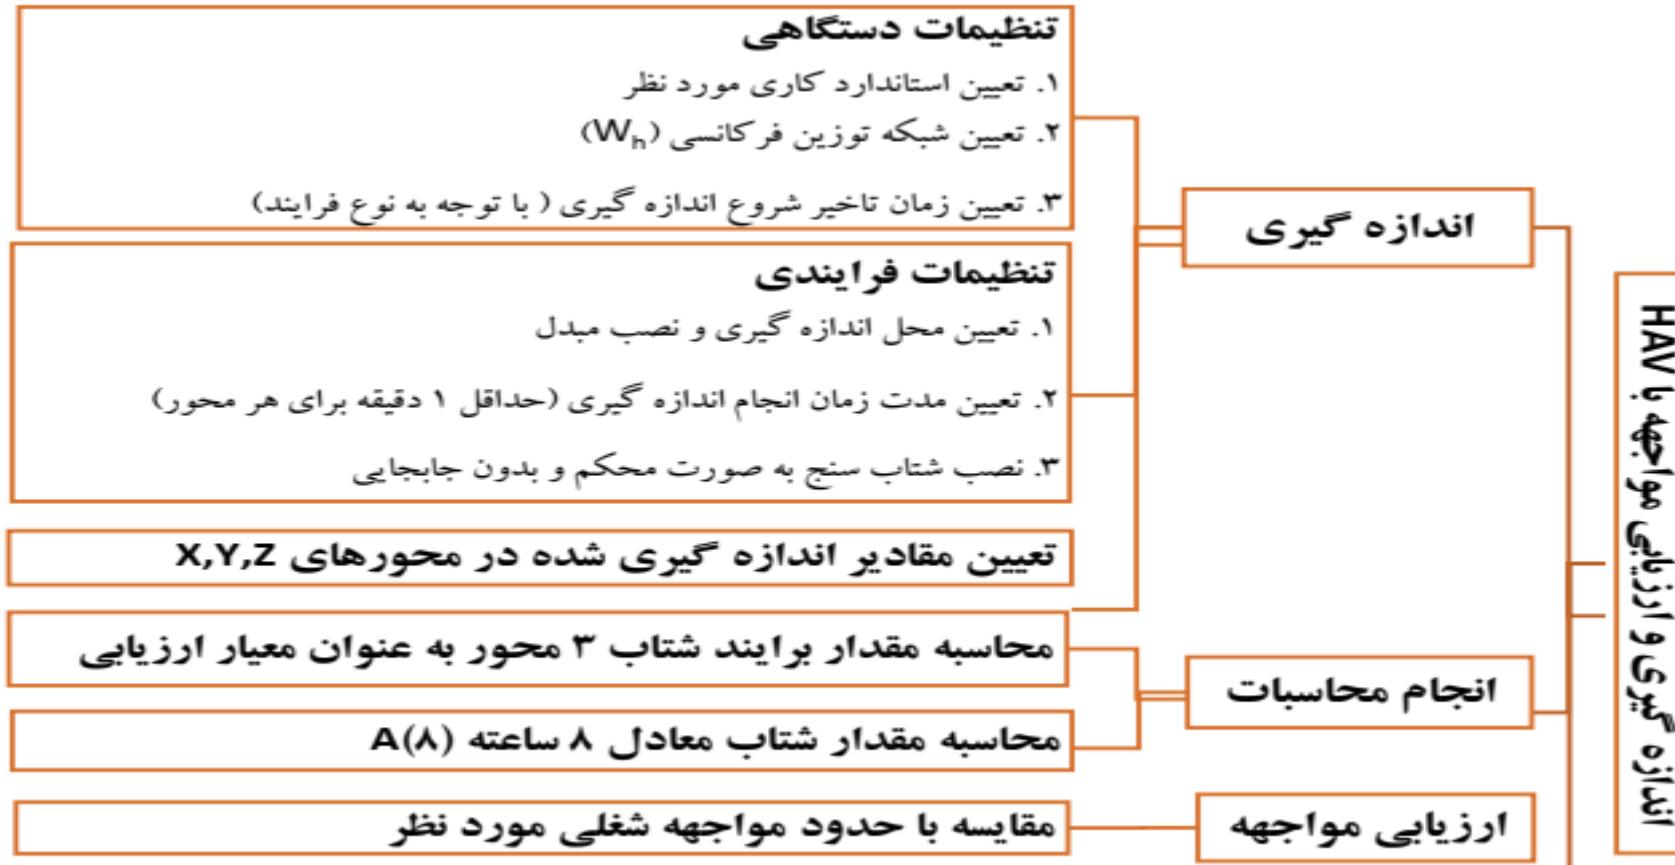 اندازه گیری و ارزیابی مواجهه با HAV
اندازه گیری
تنظیمات دستگاهی
۱. تعیین استاندارد کاری مورد نظر
۲. تعیین شبکه توزین فرکانسی (Wh)
۳. تعیین زمان تاخیر شروع اندازه گیری ( با توجه به نوع فرایند)
تنظیمات فرایندی
۱. تعیین محل اندازه گیری و نصب مبدل
۲. تعیین مدت زمان انجام اندازه گیری (حداقل ۱ دقیقه برای هر محور)
۳. نصب شتاب سنج به صورت محکم و بدون جابجایی
تعیین مقادیر اندازه گیری شده در محورهای X,Y,Z
انجام محاسبات
محاسبه مقدار برایند شتاب ۳ محور به عنوان معیار ارزیابی
محاسبه مقدار شتاب معادل ۸ ساعته A(۸)
ارزیابی مواجهه
مقایسه با حدود مواجهه شغلی مورد نظر